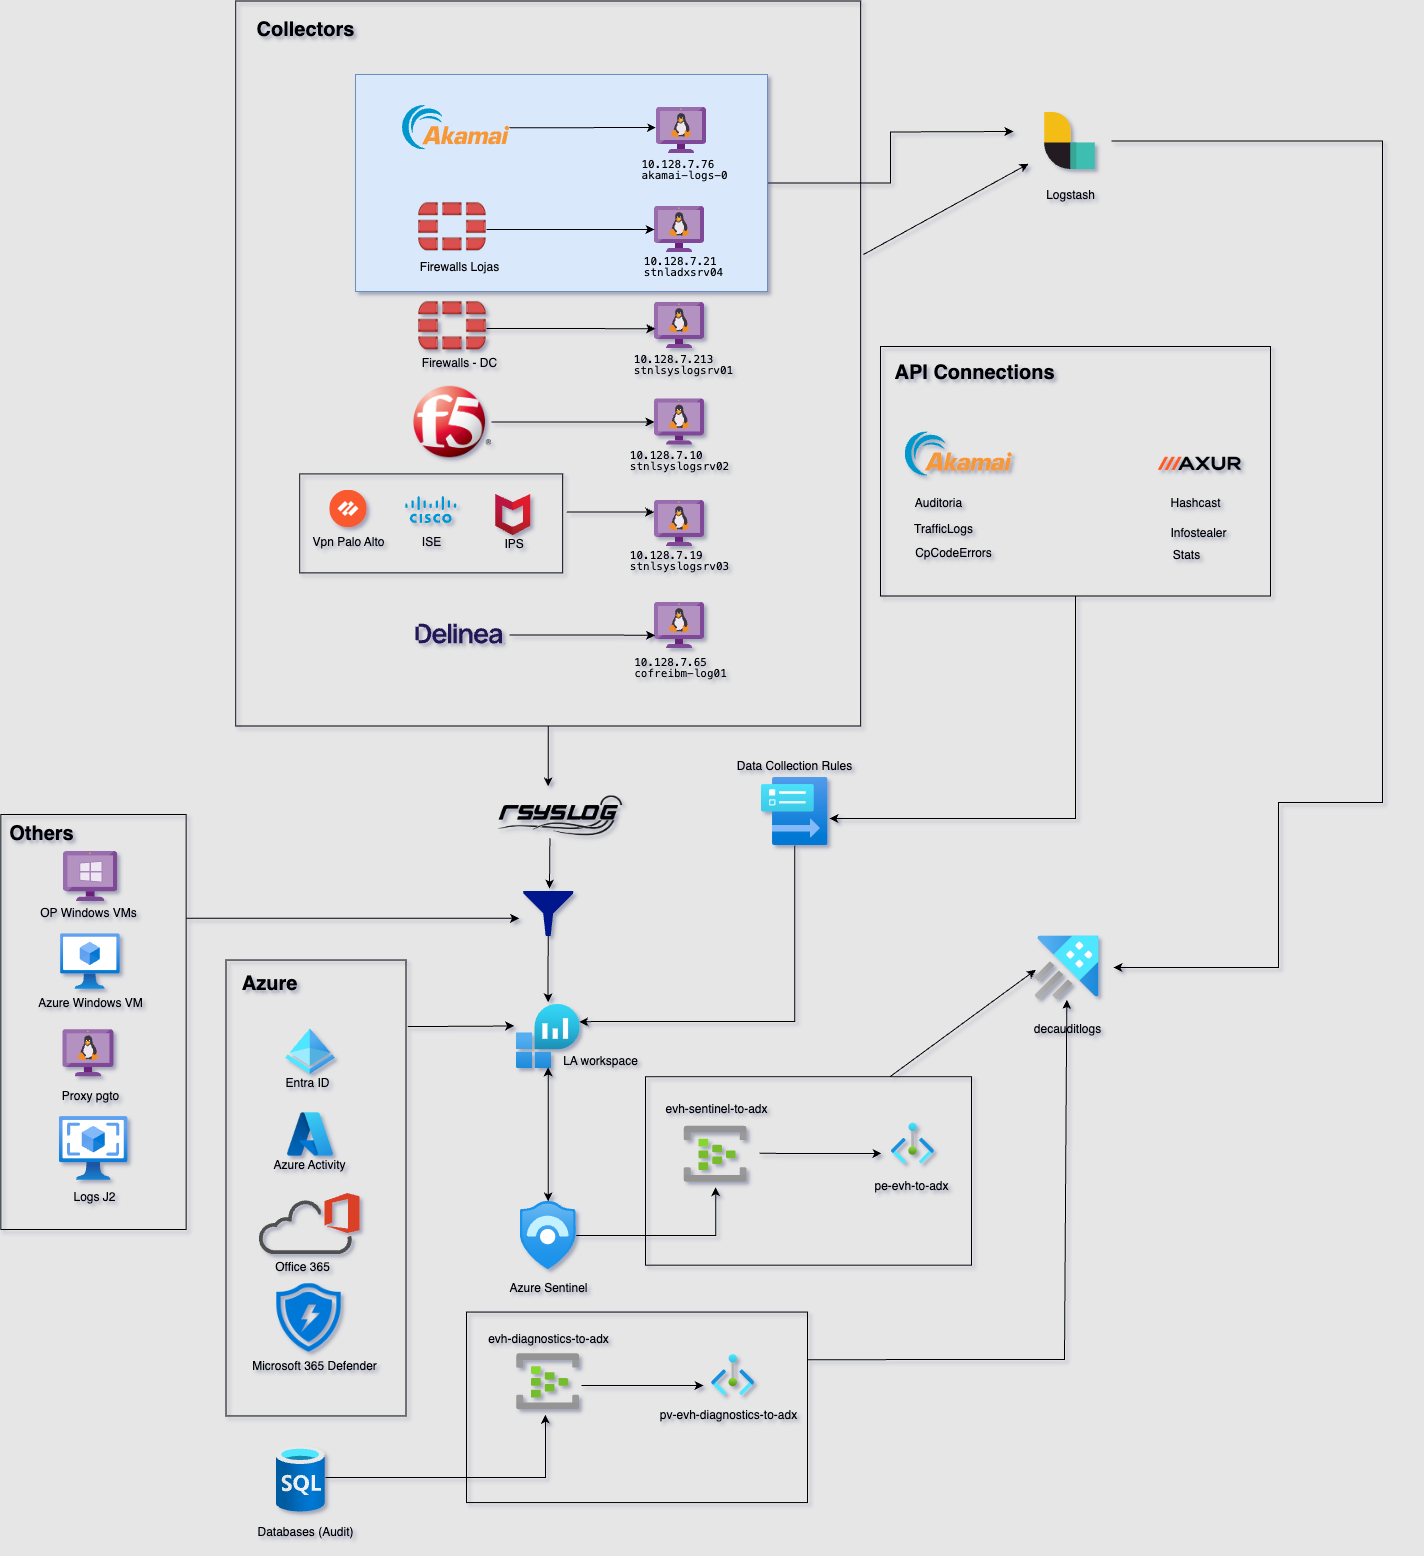 Collectors
Akamai
10.128.7.76
akamai-logs-0
Firewalls Lojas
10.128.7.21
stnladxsrv04
Firewalls - DC
10.128.7.213
stnlsyslogsrv01
f5
®
10.128.7.10
stnlsyslogsrv02
CISCO
Vpn Palo Alto
ISE
IPS
10.128.7.19
stnlsyslogsrv03
Delinea
10.128.7.65
cofreibm-log01
Logstash
API Connections
Akamai
AXUR
Auditoria
Hashcast
TrafficLogs
Infostealer
CpCodeErrors
Stats
Data Collection Rules
rsyslog
Others
OP Windows VMs
Azure Windows VM
Proxy pgto
Logs J2
Azure
Entra ID
Azure Activity
Office 365
Microsoft 365 Defender
LA workspace
decauditlogs
evh-sentinel-to-adx
pe-evh-to-adx
Azure Sentinel
evh-diagnostics-to-adx
pv-evh-diagnostics-to-adx
SQL
Databases (Audit)